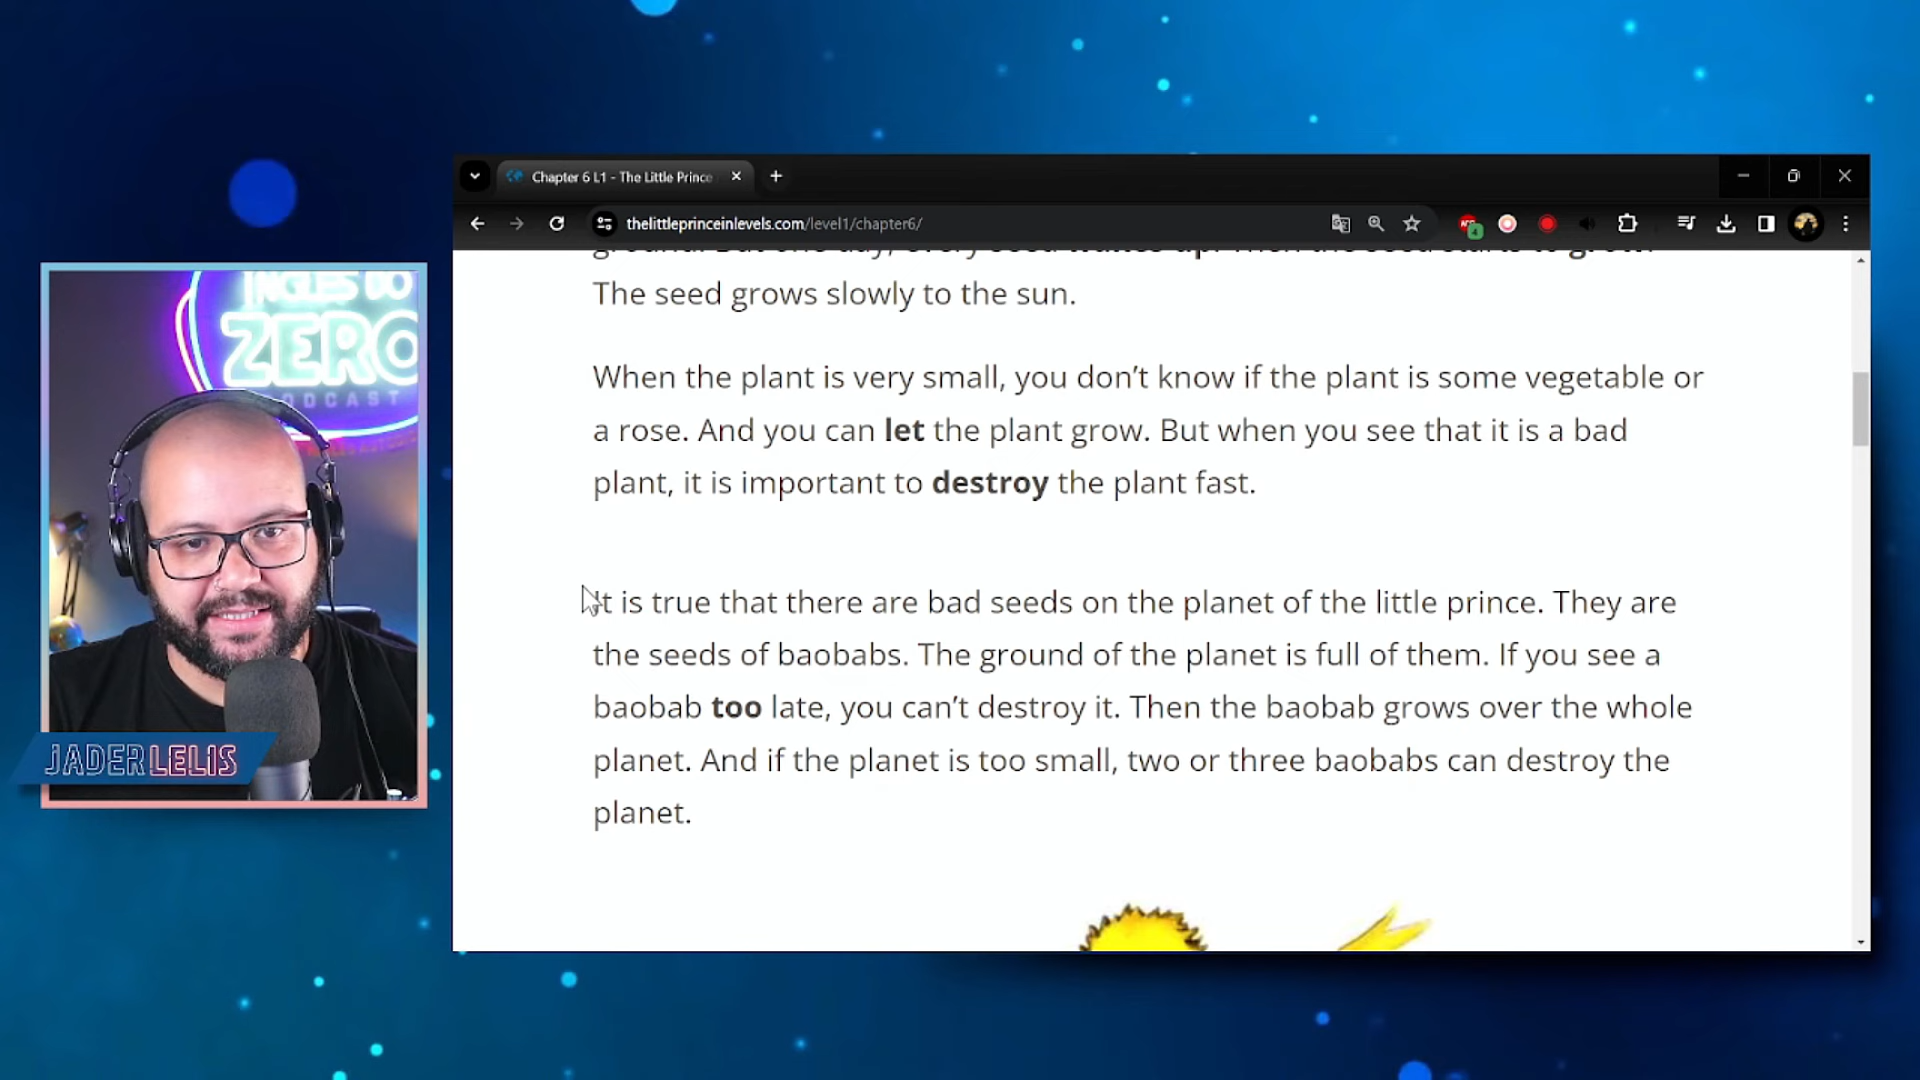 ZERO
PODCAST
JADER LELIS
Chapter 6 L1 - The Little Prince
thelittleprinceinlevels.com/level1/chapter6/
The seed grows slowly to the sun.
When the plant is very small, you don’t know if the plant is some vegetable or
a rose. And you can let the plant grow. But when you see that it is a bad
plant, it is important to destroy the plant fast.
It is true that there are bad seeds on the planet of the little prince. They are
the seeds of baobabs. The ground of the planet is full of them. If you see a
baobab too late, you can’t destroy it. Then the baobab grows over the whole
planet. And if the planet is too small, two or three baobabs can destroy the
planet.